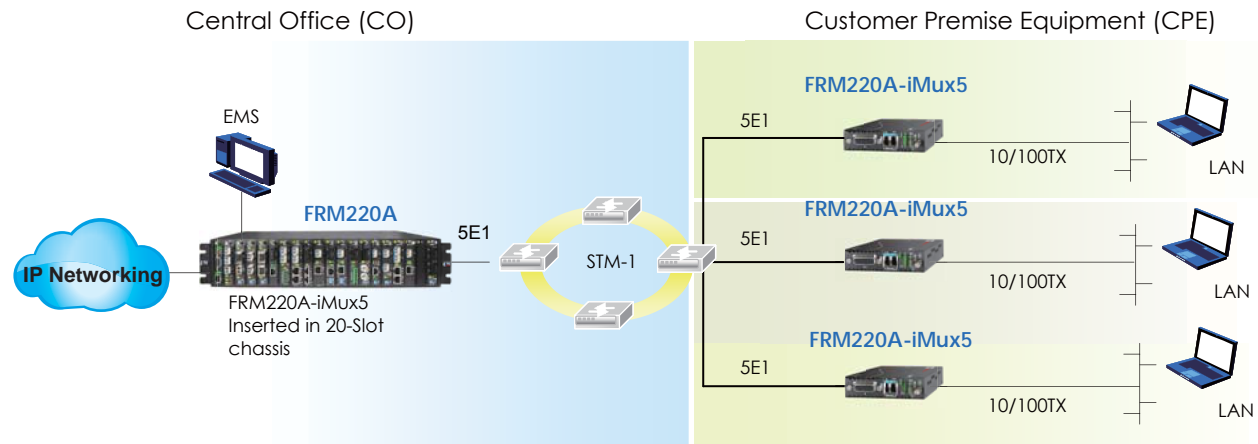 Central Office (CO)
Customer Premise Equipment (CPE)
EMS
FRM220A
5E1
IP Networking
FRM220A-iMux5
Inserted in 20-Slot
chassis
STM-1
FRM220A-iMux5
5E1
10/100TX
LAN
FRM220A-iMux5
5E1
10/100TX
LAN
FRM220A-iMux5
5E1
10/100TX
LAN